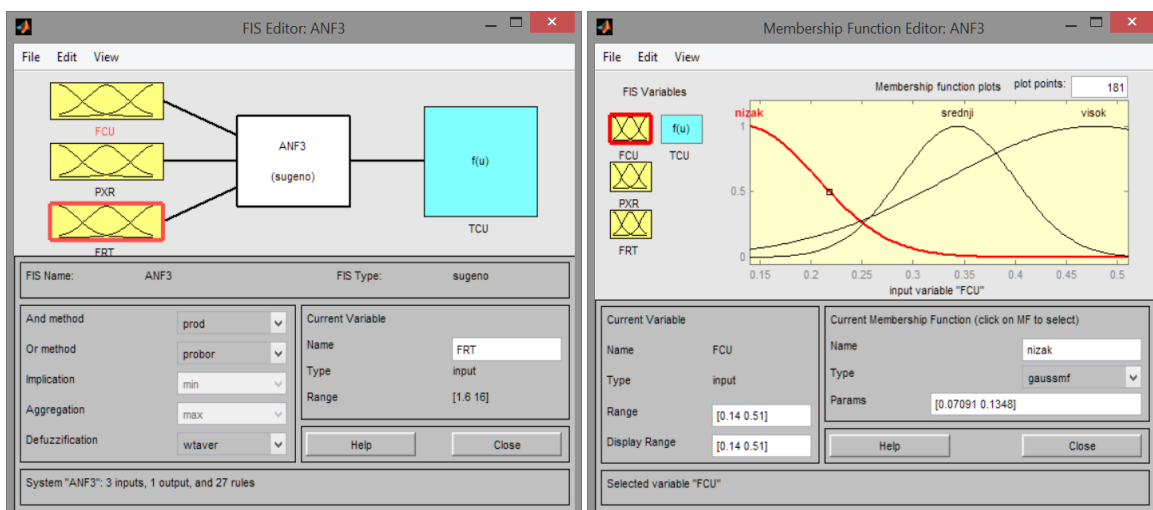 FIS Editor: ANF3
File Edit View
FCU
PXR
FRT
ANF3
(sugeno)
f(u)
TCU
FIS Name: ANF3 FIS Type: sugeno
And method prod
Or method probor
Implication min
Aggregation max
Defuzzification wtaver
Current Variable
Name FRT
Type input
Range [1.6 16]
Help Close
System "ANF3": 3 inputs, 1 output, and 27 rules
Membership Function Editor: ANF3
File Edit View
FIS Variables
f(u)
FCU TCU
PXR
FRT
Membership function plots plot points: 181
nizak srednji visok
1
0.5
0
0.15 0.2 0.25 0.3 0.35 0.4 0.45 0.5
input variable "FCU"
Current Variable
Name FCU
Type input
Range [0.14 0.51]
Display Range [0.14 0.51]
Current Membership Function (click on MF to select)
Name nizak
Type gaussmf
Params [0.07091 0.1348]
Help Close
Selected variable "FCU"